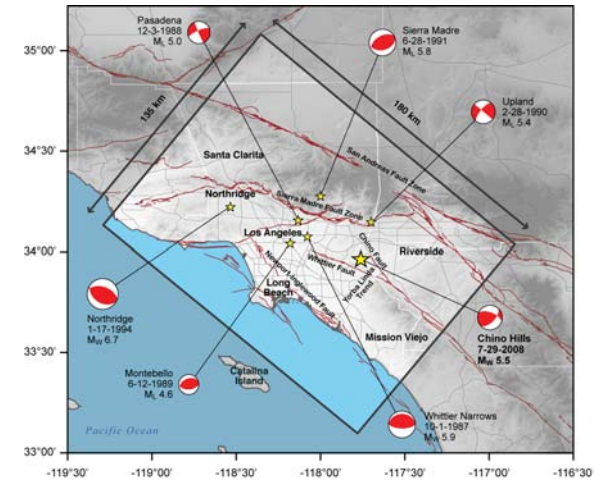 Pasadena
12-3-1988
ML 5.0
Sierra Madre
6-28-1991
ML 5.8
35°00'
135 km
180 km
Upland
2-28-1990
ML 5.4
34°30'
Santa Clarita
San Andreas Fault Zone
Northridge
Sierra Madre Fault Zone
Los Angeles
34°00'
Chino Fault
Riverside
Whittier Fault
Newport-Inglewood Fault
Long
Beach
Yorba Linda
Trend
Northridge
1-17-1994
MW 6.7
Chino Hills
7-29-2008
MW 5.5
33°30'
Mission Viejo
Montebello
6-12-1989
ML 4.6
Catalina
Island
Whittier Narrows
10-1-1987
MW 5.9
Pacific Ocean
33°00'
-119°30' -119°00' -118°30' -118°00' -117°30' -117°00' -116°30'